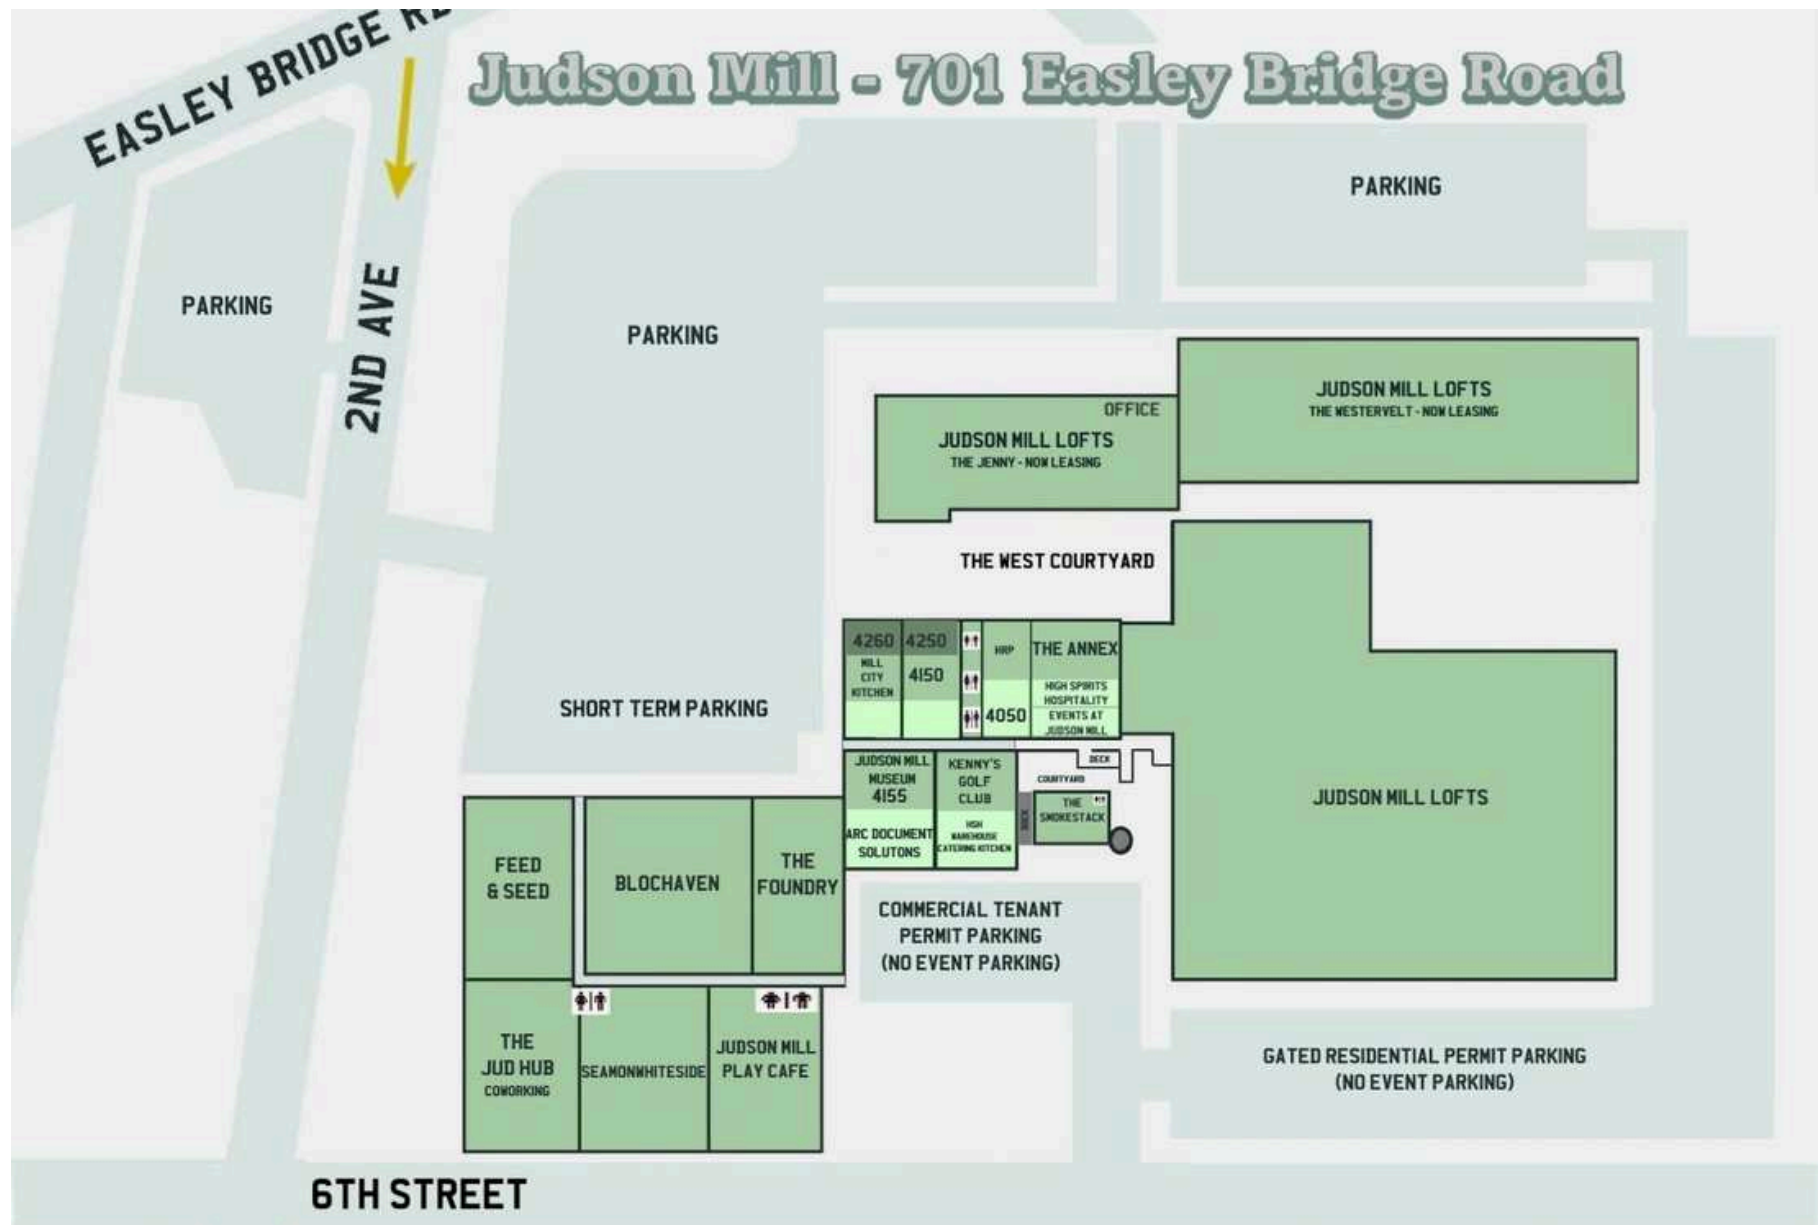 EASLEY BRIDGE RD
Judson Mill - 701 Easley Bridge Road
PARKING
2ND AVE
PARKING
PARKING
OFFICE
JUDSON MILL LOFTS
THE JENNY - NOW LEASING
JUDSON MILL LOFTS
THE WESTERVELT - NOW LEASING
THE WEST COURTYARD
SHORT TERM PARKING
4260
MILL
CITY
KITCHEN
4250
4150
HRP
4050
THE ANNEX
HIGH SPIRITS
HOSPITALITY
EVENTS AT
JUDSON MILL
JUDSON MILL
MUSEUM
4155
ARC DOCUMENT
SOLUTONS
KENNY'S
GOLF
CLUB
HSH
WAREHOUSE
CATERING KITCHEN
DECK
COURTYARD
DECK
THE
SMOKESTACK
JUDSON MILL LOFTS
FEED
& SEED
BLOCHAVEN
THE
FOUNDRY
COMMERCIAL TENANT
PERMIT PARKING
(NO EVENT PARKING)
THE
JUD HUB
COWORKING
SEAMONWHITESIDE
JUDSON MILL
PLAY CAFE
GATED RESIDENTIAL PERMIT PARKING
(NO EVENT PARKING)
6TH STREET